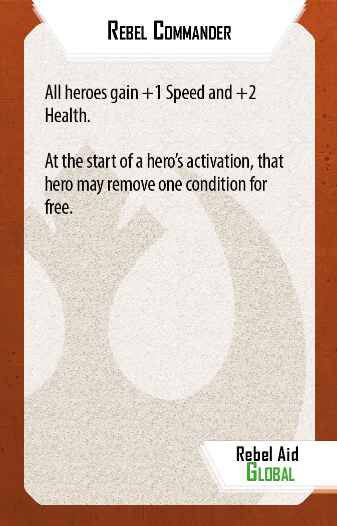 Rebel Commander
All heroes gain +1 Speed and +2
Health.
At the start of a hero's activation, that
hero may remove one condition for
free.
Rebel Aid
Global